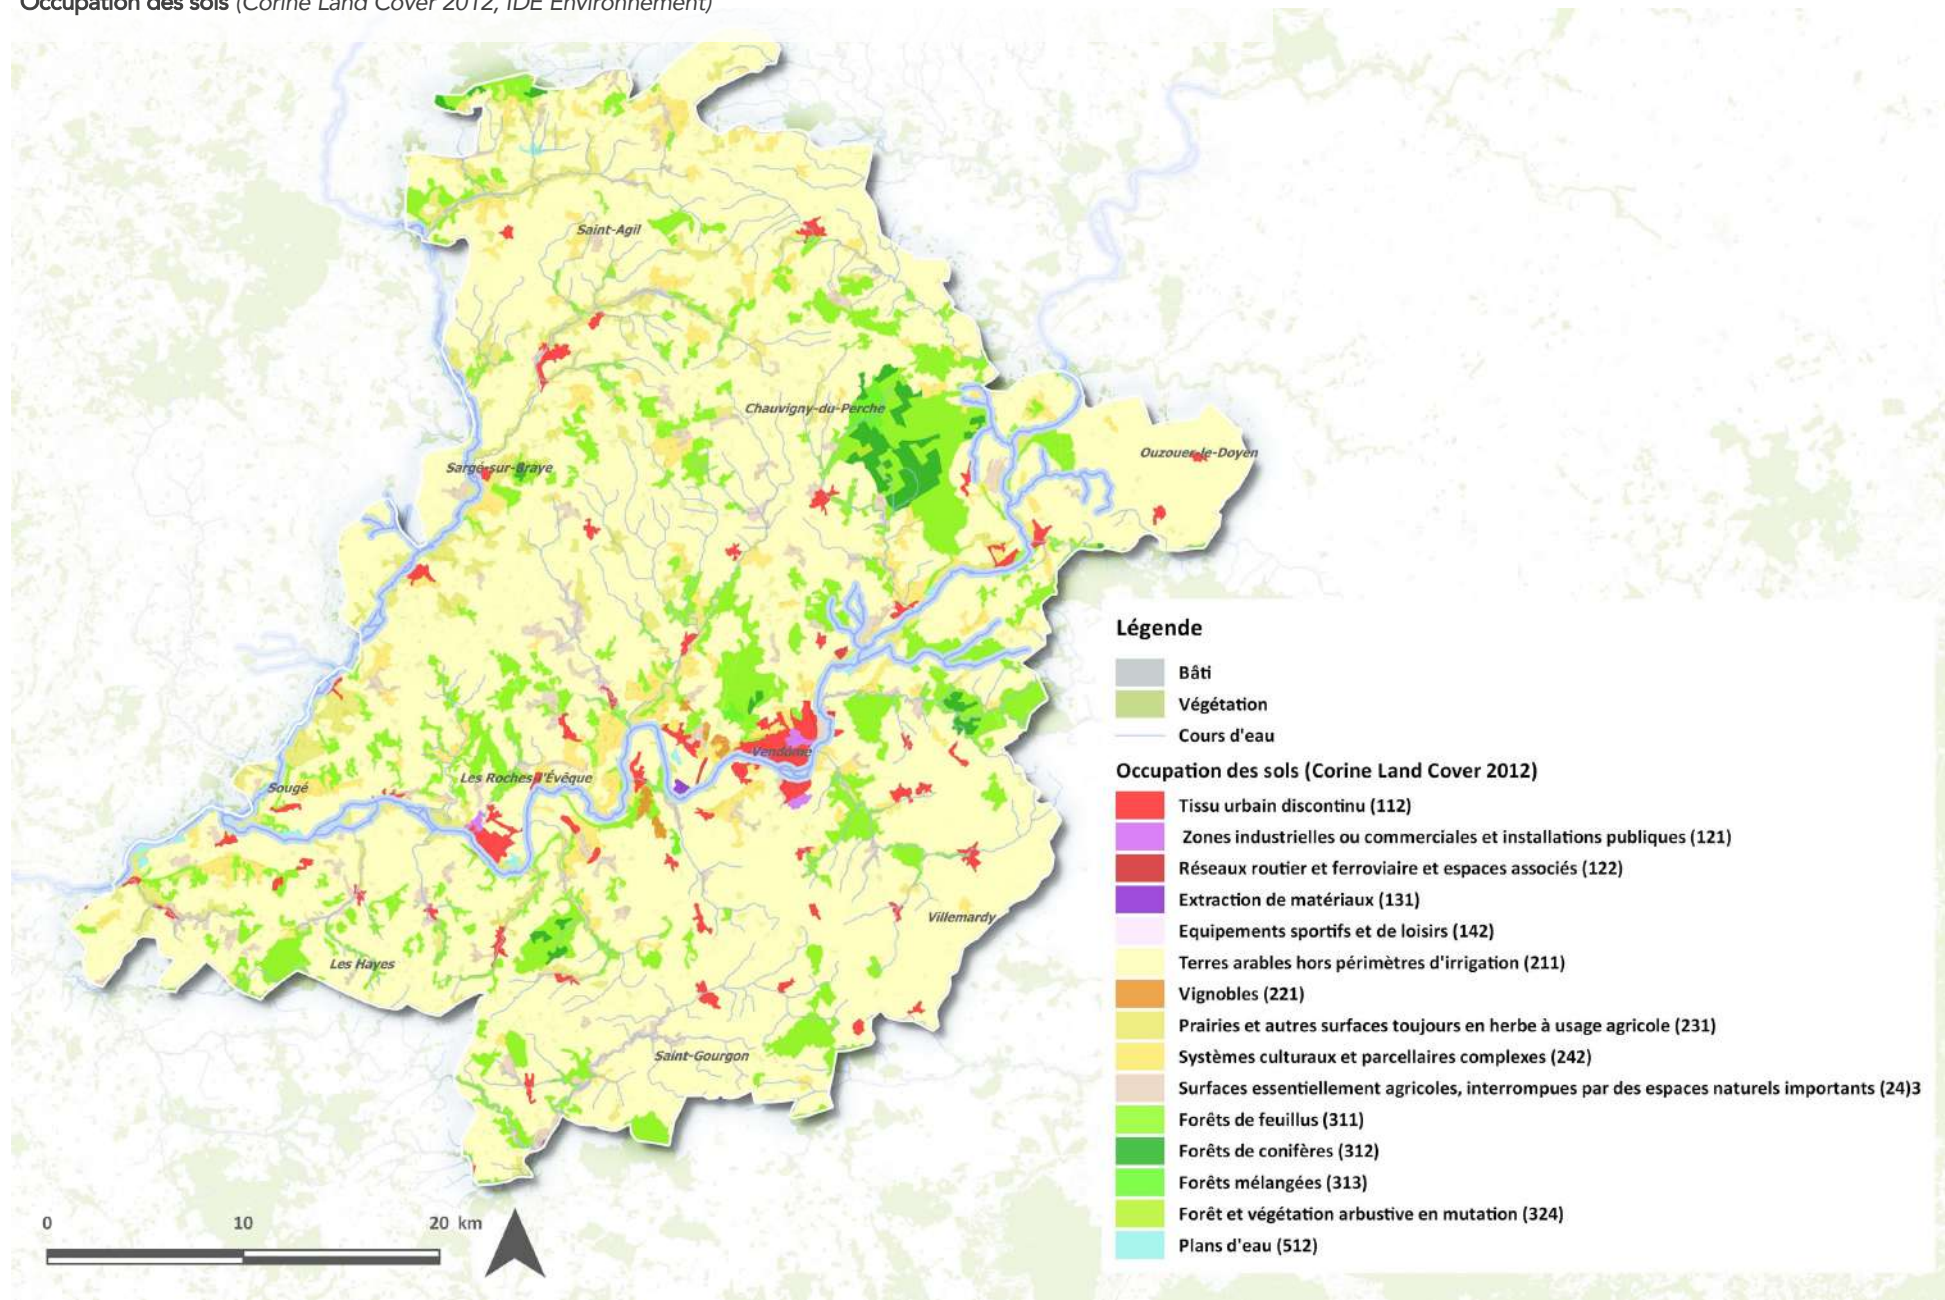 Occupation des sols (Corine Land Cover 2012, IDE Environnement)
Saint-Agil
Chauvigny-du-Perche
Ouzouer-le-Doyen
Sargé-sur-Braye
Vendôme
Les Roches-l'Évêque
Sougé
Villemardy
Les Hayes
Saint-Gourgon
Légende
Bâti
Végétation
Cours d'eau
Occupation des sols (Corine Land Cover 2012)
Tissu urbain discontinu (112)
Zones industrielles ou commerciales et installations publiques (121)
Réseaux routier et ferroviaire et espaces associés (122)
Extraction de matériaux (131)
Equipements sportifs et de loisirs (142)
Terres arables hors périmètres d'irrigation (211)
Vignobles (221)
Prairies et autres surfaces toujours en herbe à usage agricole (231)
Systèmes culturaux et parcellaires complexes (242)
Surfaces essentiellement agricoles, interrompues par des espaces naturels importants (24)3
Forêts de feuillus (311)
Forêts de conifères (312)
Forêts mélangées (313)
Forêt et végétation arbustive en mutation (324)
Plans d'eau (512)
0 10 20 km